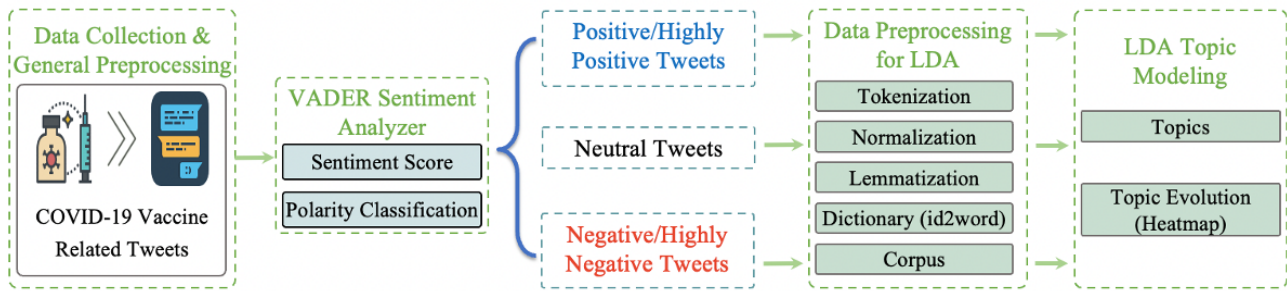 Data Collection &
General Preprocessing
COVID-19 Vaccine
Related Tweets
VADER Sentiment
Analyzer
Sentiment Score
Polarity Classification
Positive/Highly
Positive Tweets
Neutral Tweets
Negative/Highly
Negative Tweets
Data Preprocessing
for LDA
Tokenization
Normalization
Lemmatization
Dictionary (id2word)
Corpus
LDA Topic
Modeling
Topics
Topic Evolution
(Heatmap)